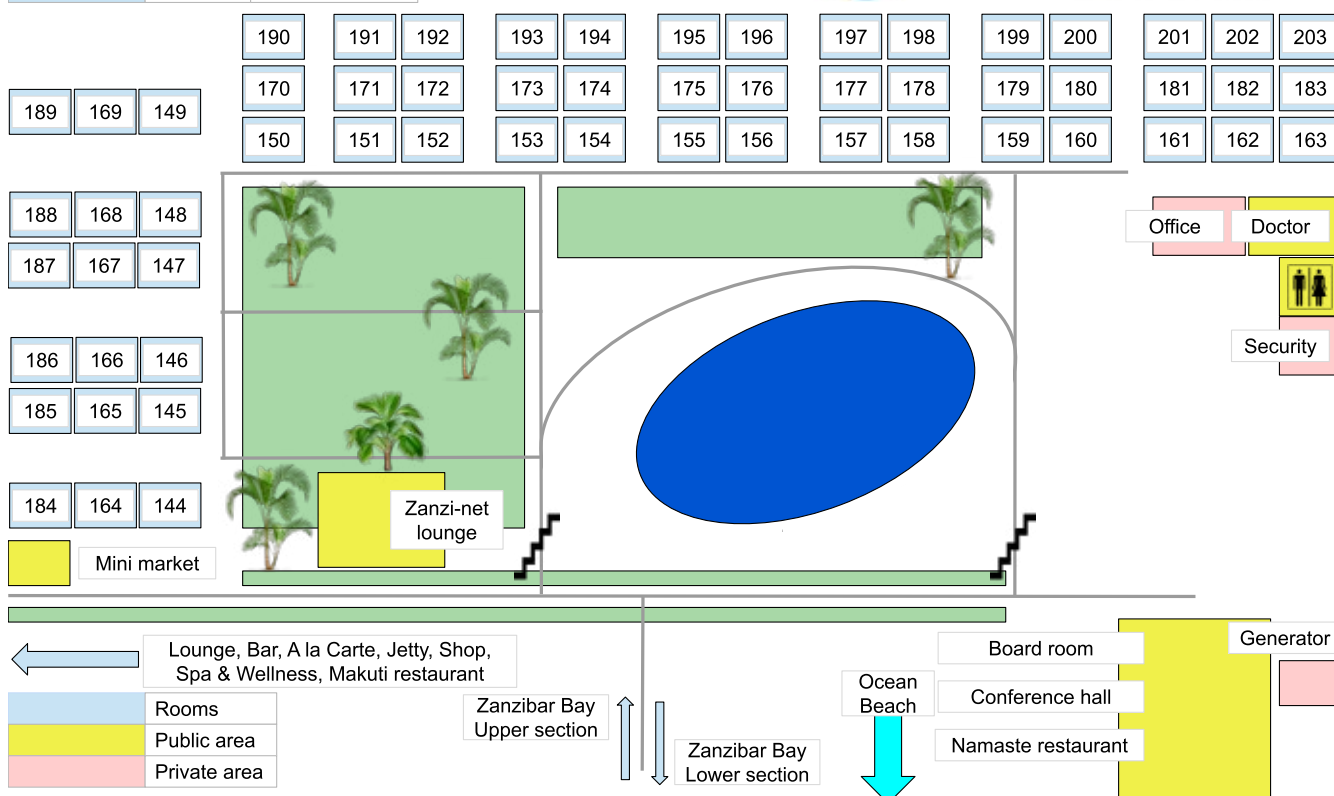 190 191 192 193 194 195 196 197 198 199 200 201 202 203
170 171 172 173 174 175 176 177 178 179 180 181 182 183
189 169 149
150 151 152 153 154 155 156 157 158 159 160 161 162 163
188 168 148
Office Doctor
187 167 147
186 166 146
Security
185 165 145
184 164 144
Zanzi-net
lounge
Mini market
Lounge, Bar, A la Carte, Jetty, Shop,
Spa & Wellness, Makuti restaurant
Board room
Generator
Ocean
Beach
Conference hall
Rooms
Public area
Private area
Zanzibar Bay
Upper section
Zanzibar Bay
Lower section
Namaste restaurant